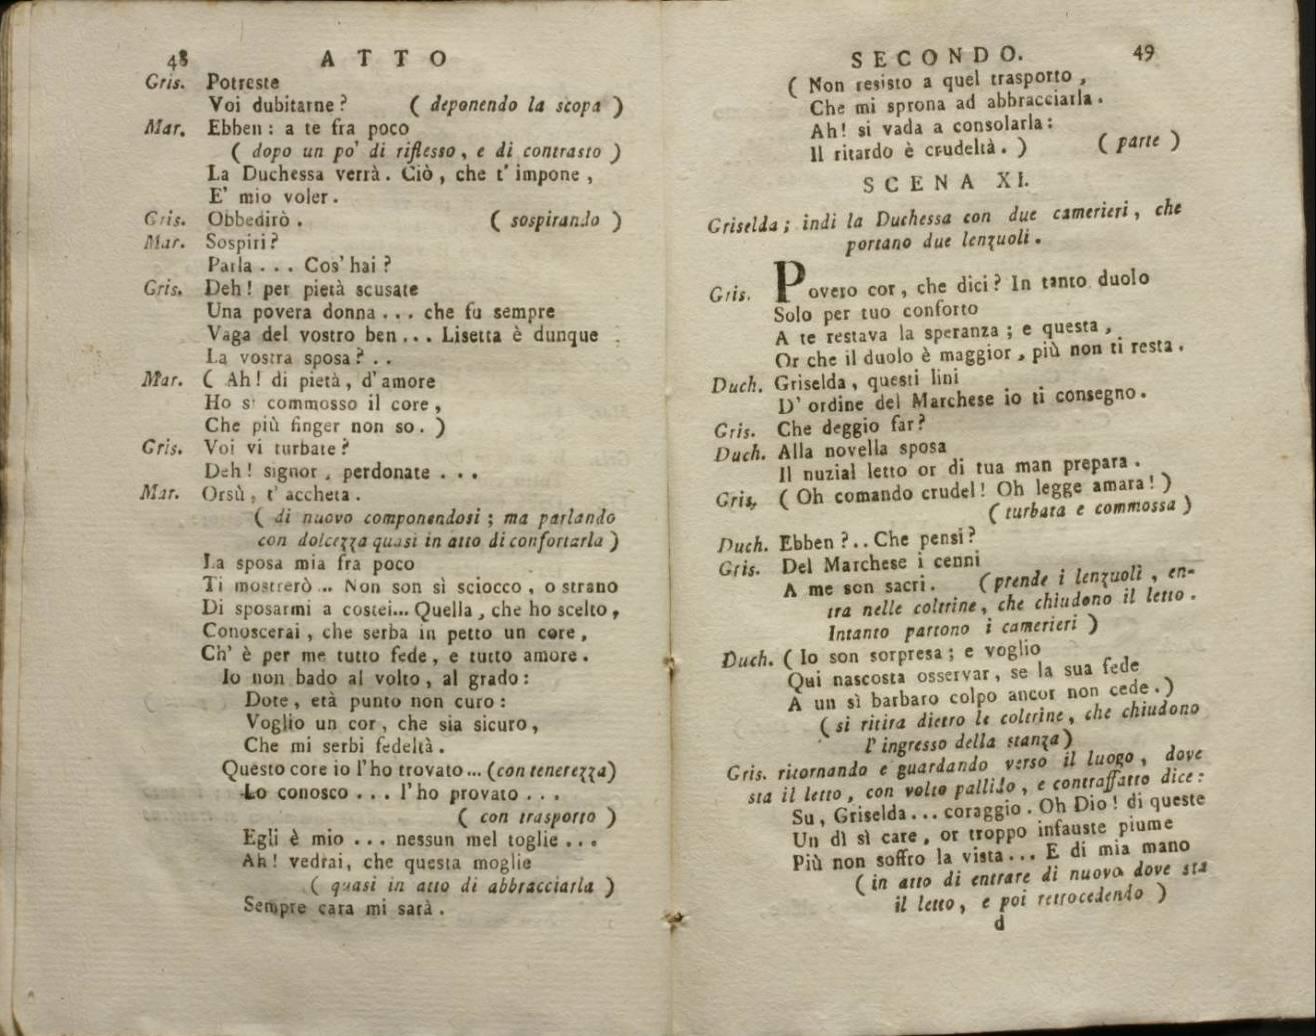 48 ATTO
Gris. Potreste
Voi dubitarne? ( deponendo la scopa )
Mar. Ebben: a te fra poco
( dopo un po' di riflesso, e di contrasto )
La Duchessa verrà. Ciò, che t' impone,
E' mio voler.
Gris. Obbedirò. ( sospirando )
Mar. Sospiri?
Parla... Cos' hai?
Gris. Deh! per pietà scusate
Una povera donna... che fu sempre
Vaga del vostro ben... Lisetta è dunque
La vostra sposa?..
Mar. ( Ah! di pietà, d' amore
Ho sì commosso il core,
Che più finger non so. )
Gris. Voi vi turbate?
Deh! signor, perdonate...
Mar. Orsù, t' accheta.
( di nuovo componendosi; ma parlando
con dolcezza quasi in atto di confortarla )
La sposa mia fra poco
Ti mostrerò... Non son sì sciocco, o strano
Di sposarmi a costei... Quella, che ho scelto,
Conoscerai, che serba in petto un core,
Ch' è per me tutto fede, e tutto amore.
Io non bado al volto, al grado:
Dote, età punto non curo:
Voglio un cor, che sia sicuro,
Che mi serbi fedeltà.
Questo core io l' ho trovato... (con tenerezza)
Lo conosco... l' ho provato...
( con trasporto )
Egli è mio... nessun mel toglie...
Ah! vedrai, che questa moglie
( quasi in atto di abbracciarla )
Sempre cara mi sarà.
SECONDO. 49
( Non resisto a quel trasporto,
Che mi sprona ad abbracciarla.
Ah! si vada a consolarla:
Il ritardo è crudeltà. ) ( parte )
SCENA XI.
Griselda; indi la Duchessa con due camerieri, che
portano due lenzuoli.
Gris. Povero cor, che dici? In tanto duolo
Solo per tuo conforto
A te restava la speranza; e questa,
Or che il duolo è maggior, più non ti resta.
Duch. Griselda, questi lini
D' ordine del Marchese io ti consegno.
Gris. Che deggio far?
Duch. Alla novella sposa
Il nuzial letto or di tua man prepara.
Gris. ( Oh comando crudel! Oh legge amara! )
( turbata e commossa )
Duch. Ebben?.. Che pensi?
Gris. Del Marchese i cenni
A me son sacri. (prende i lenzuoli, en-
tra nelle coltrine, che chiudono il letto.
Intanto partono i camerieri )
Duch. ( Io son sorpresa; e voglio
Qui nascosta osservar, se la sua fede
A un sì barbaro colpo ancor non cede. )
( si ritira dietro le coltrine, che chiudono
l' ingresso della stanza )
Gris. ritornando e guardando verso il luogo, dove
sta il letto, con volto pallido, e contraffatto dice:
Su, Griselda... coraggio. Oh Dio! di queste
Un dì sì care, or troppo infauste piume
Più non soffro la vista... E di mia mano
( in atto di entrare di nuovo dove sta
il letto, e poi retrocedendo )
d